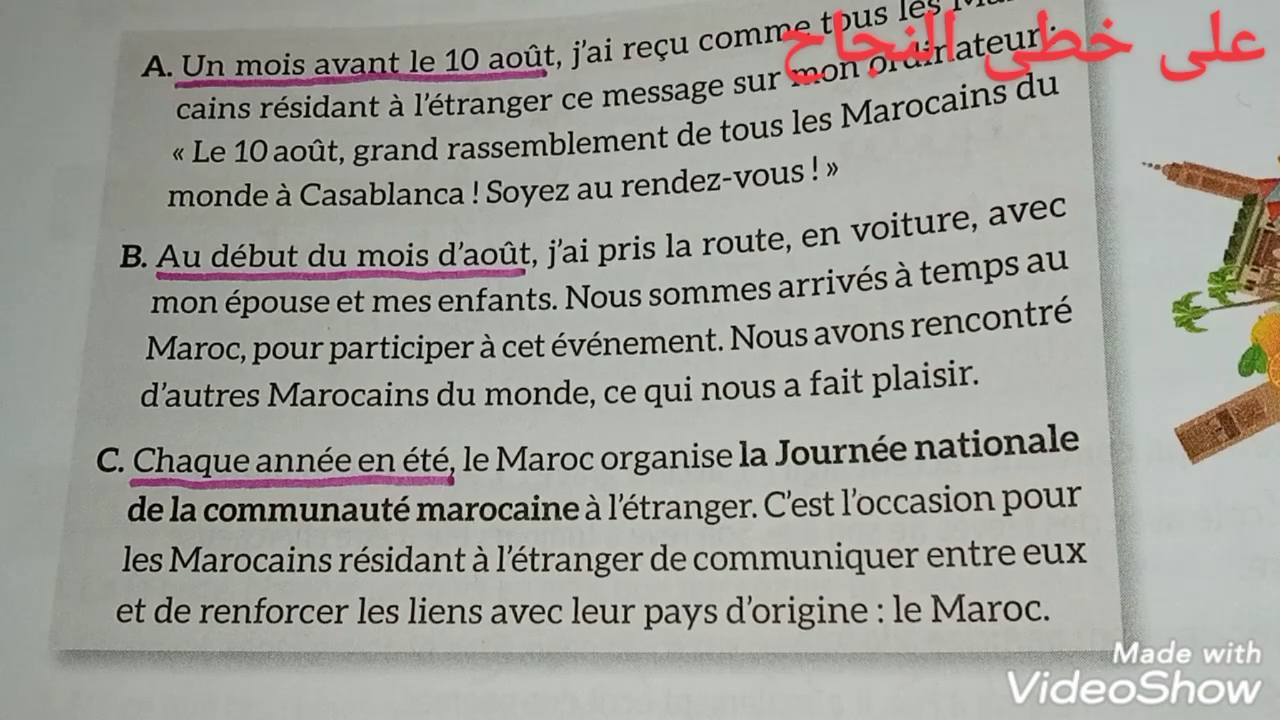 على خطى النجاح
A. Un mois avant le 10 août, j'ai reçu comme tous les
cains résidant à l'étranger ce message sur mon ordinateur :
« Le 10 août, grand rassemblement de tous les Marocains du
monde à Casablanca ! Soyez au rendez-vous ! »
B. Au début du mois d'août, j'ai pris la route, en voiture, avec
mon épouse et mes enfants. Nous sommes arrivés à temps au
Maroc, pour participer à cet événement. Nous avons rencontré
d'autres Marocains du monde, ce qui nous a fait plaisir.
C. Chaque année en été, le Maroc organise la Journée nationale
de la communauté marocaine à l'étranger. C'est l'occasion pour
les Marocains résidant à l'étranger de communiquer entre eux
et de renforcer les liens avec leur pays d'origine : le Maroc.
Made with
VideoShow